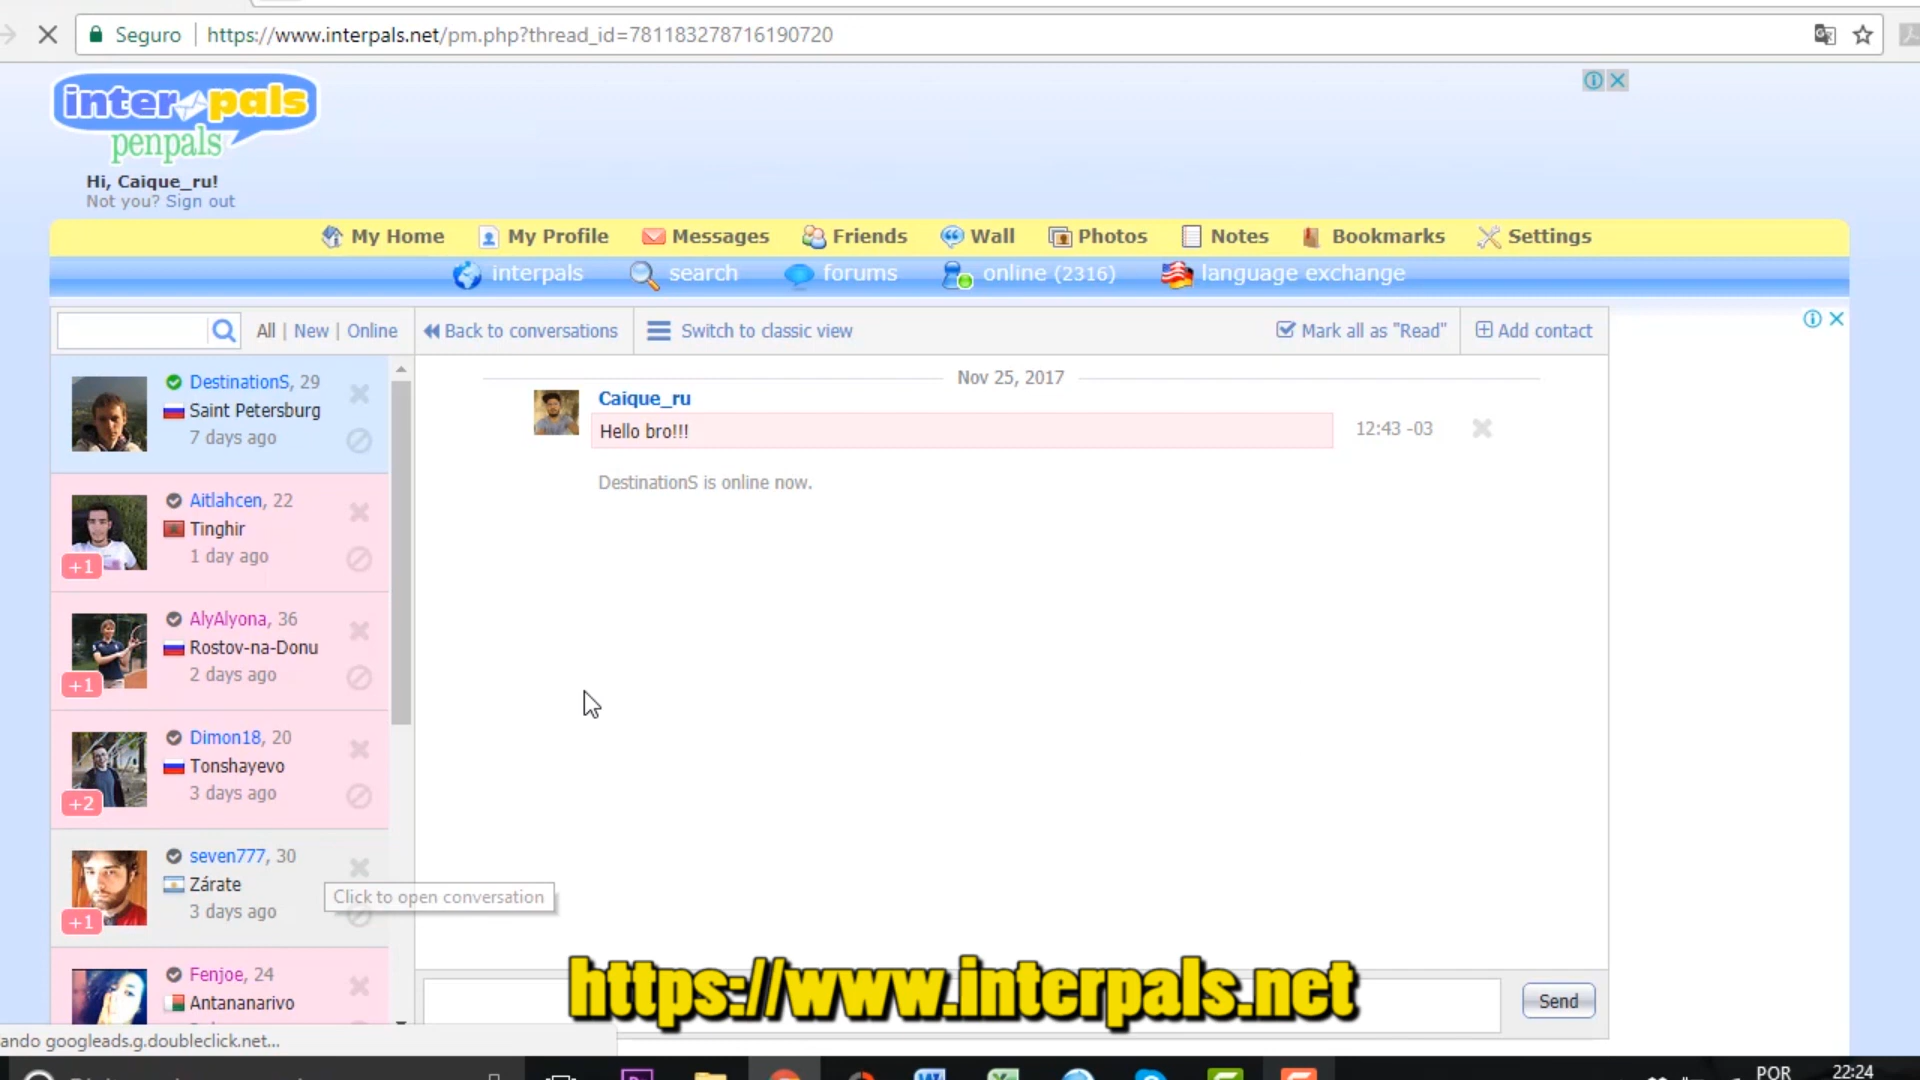 Seguro https://www.interpals.net/pm.php?thread_id=781183278716190720
inter pals
penpals
Hi, Caique_ru!
Not you? Sign out
My Home My Profile Messages Friends Wall Photos Notes Bookmarks Settings
interpals search forums online (2316) language exchange
All | New | Online Back to conversations Switch to classic view Mark all as "Read" Add contact
DestinationS, 29
Saint Petersburg
7 days ago
Aitlahcen, 22
Tinghir
1 day ago
+1
AlyAlyona, 36
Rostov-na-Donu
2 days ago
+1
Dimon18, 20
Tonshayevo
3 days ago
+2
seven777, 30
Zárate
3 days ago
+1
Fenjoe, 24
Antananarivo
Nov 25, 2017
Caique_ru
Hello bro!!!
12:43 -03
DestinationS is online now.
Click to open conversation
https://www.interpals.net
Send
ando googleads.g.doubleclick.net...
POR 22:24